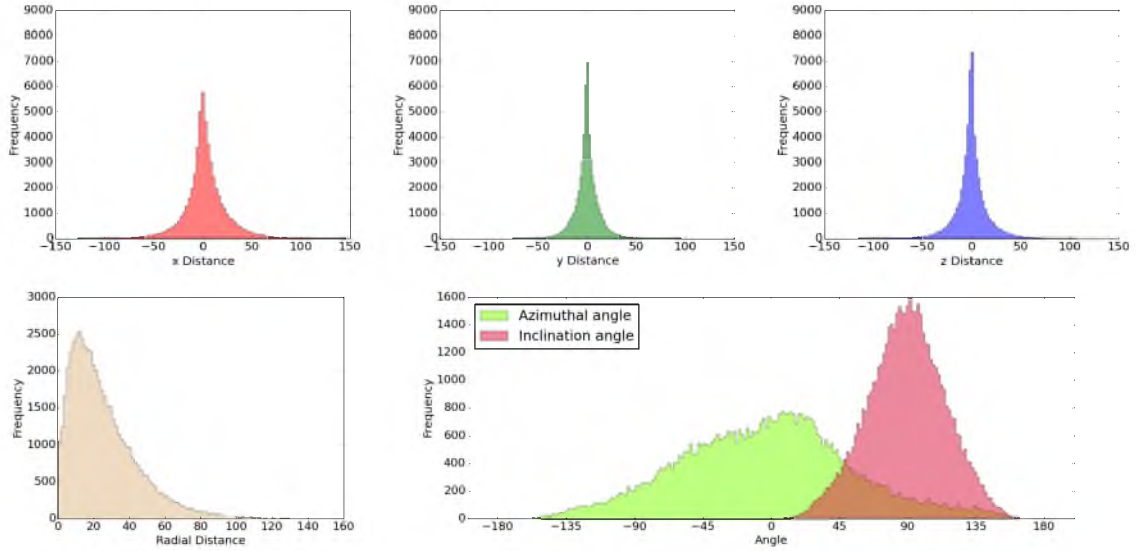 9000
8000
7000
6000
5000
4000
3000
2000
1000
0
Frequency
−150 −100 −50 0 50 100 150
x Distance
9000
8000
7000
6000
5000
4000
3000
2000
1000
0
Frequency
−150 −100 −50 0 50 100 150
y Distance
9000
8000
7000
6000
5000
4000
3000
2000
1000
0
Frequency
−150 −100 −50 0 50 100 150
z Distance
3000
2500
2000
1500
1000
500
0
Frequency
0 20 40 60 80 100 120 140 160
Radial Distance
1600
1400
1200
1000
800
600
400
200
0
Frequency
Azimuthal angle
Inclination angle
−180 −135 −90 −45 0 45 90 135 180
Angle